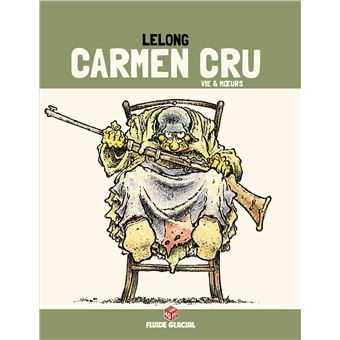 LELONG
CARMEN CRU
VIE & MŒURS
FLUIDE GLACIAL